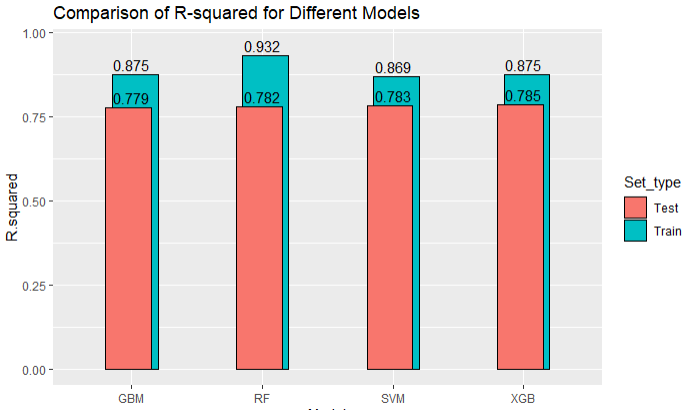 Comparison of R-squared for Different Models
R.squared
1.00
0.75
0.50
0.25
0.00
0.875
0.779
0.932
0.782
0.869
0.783
0.875
0.785
GBM
RF
SVM
XGB
Set_type
Test
Train